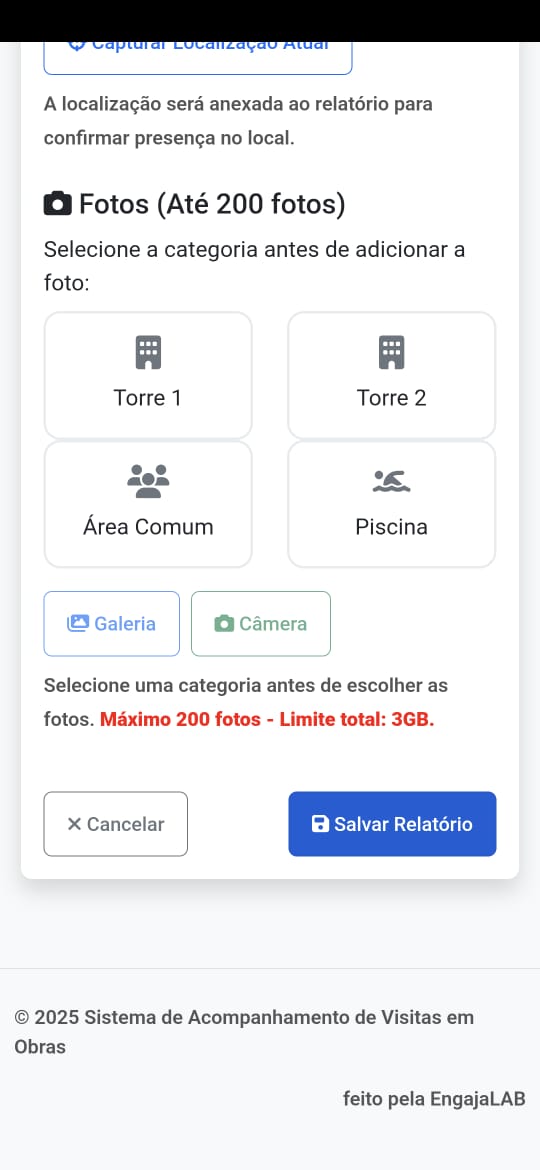 Capturar Localização Atual
A localização será anexada ao relatório para
confirmar presença no local.
Fotos (Até 200 fotos)
Selecione a categoria antes de adicionar a
foto:
Torre 1
Torre 2
Área Comum
Piscina
Galeria
Câmera
Selecione uma categoria antes de escolher as
fotos. Máximo 200 fotos - Limite total: 3GB.
Cancelar
Salvar Relatório
© 2025 Sistema de Acompanhamento de Visitas em
Obras
feito pela EngajaLAB